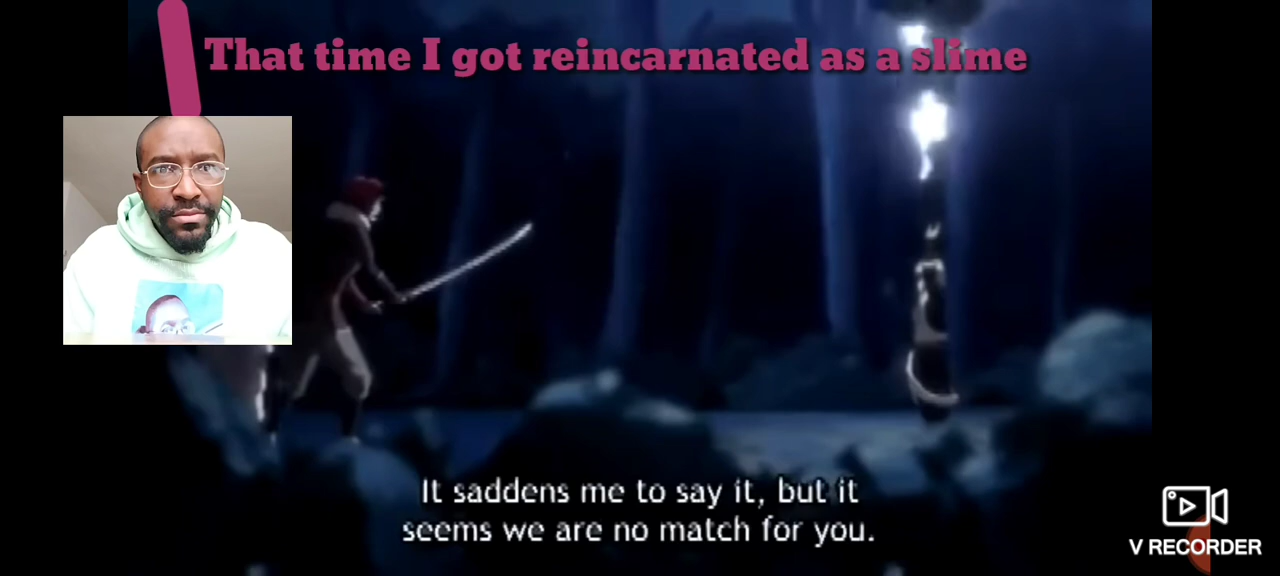 That time I got reincarnated as a slime
It saddens me to say it, but it
seems we are no match for you.
V RECORDER